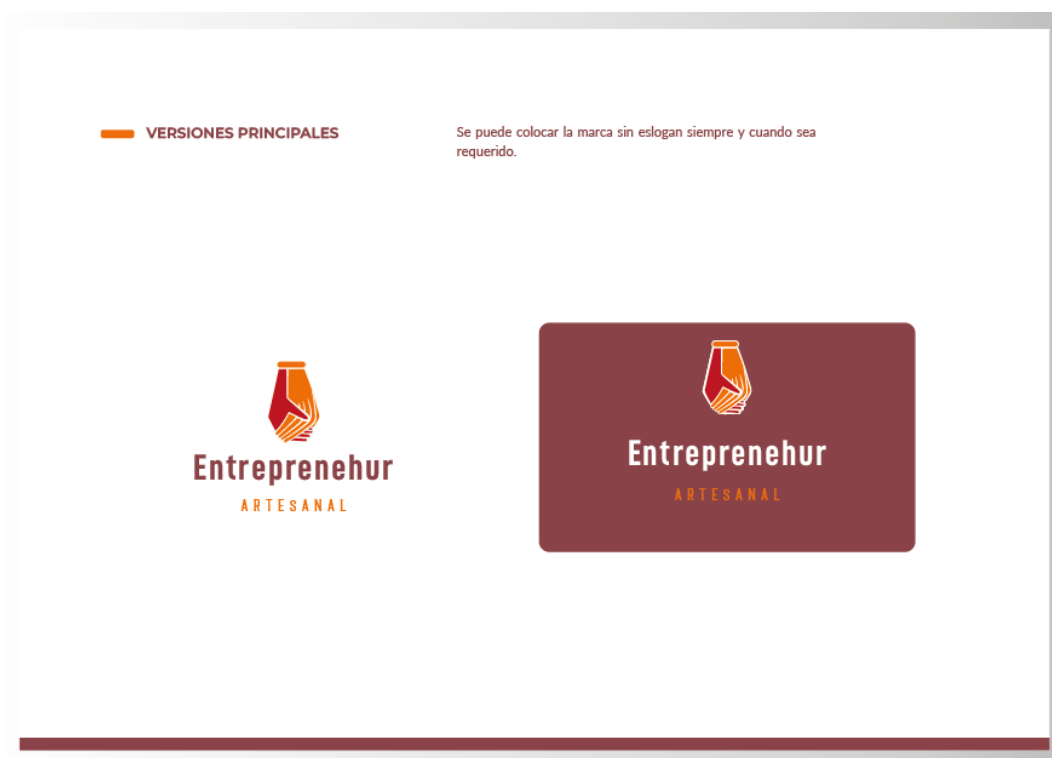 VERSIONES PRINCIPALES
Se puede colocar la marca sin eslogan siempre y cuando sea
requerido.
Entreprenehur
ARTESANAL
Entreprenehur
ARTESANAL